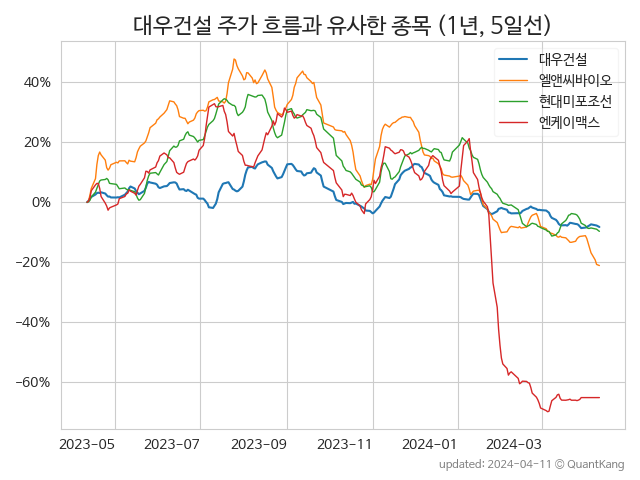 대우건설 주가 흐름과 유사한 종목 (1년, 5일선)
대우건설
엘앤씨바이오
현대미포조선
엔케이맥스
40%
20%
0%
−20%
−40%
−60%
2023-05 2023-07 2023-09 2023-11 2024-01 2024-03
updated: 2024-04-11 © QuantKang